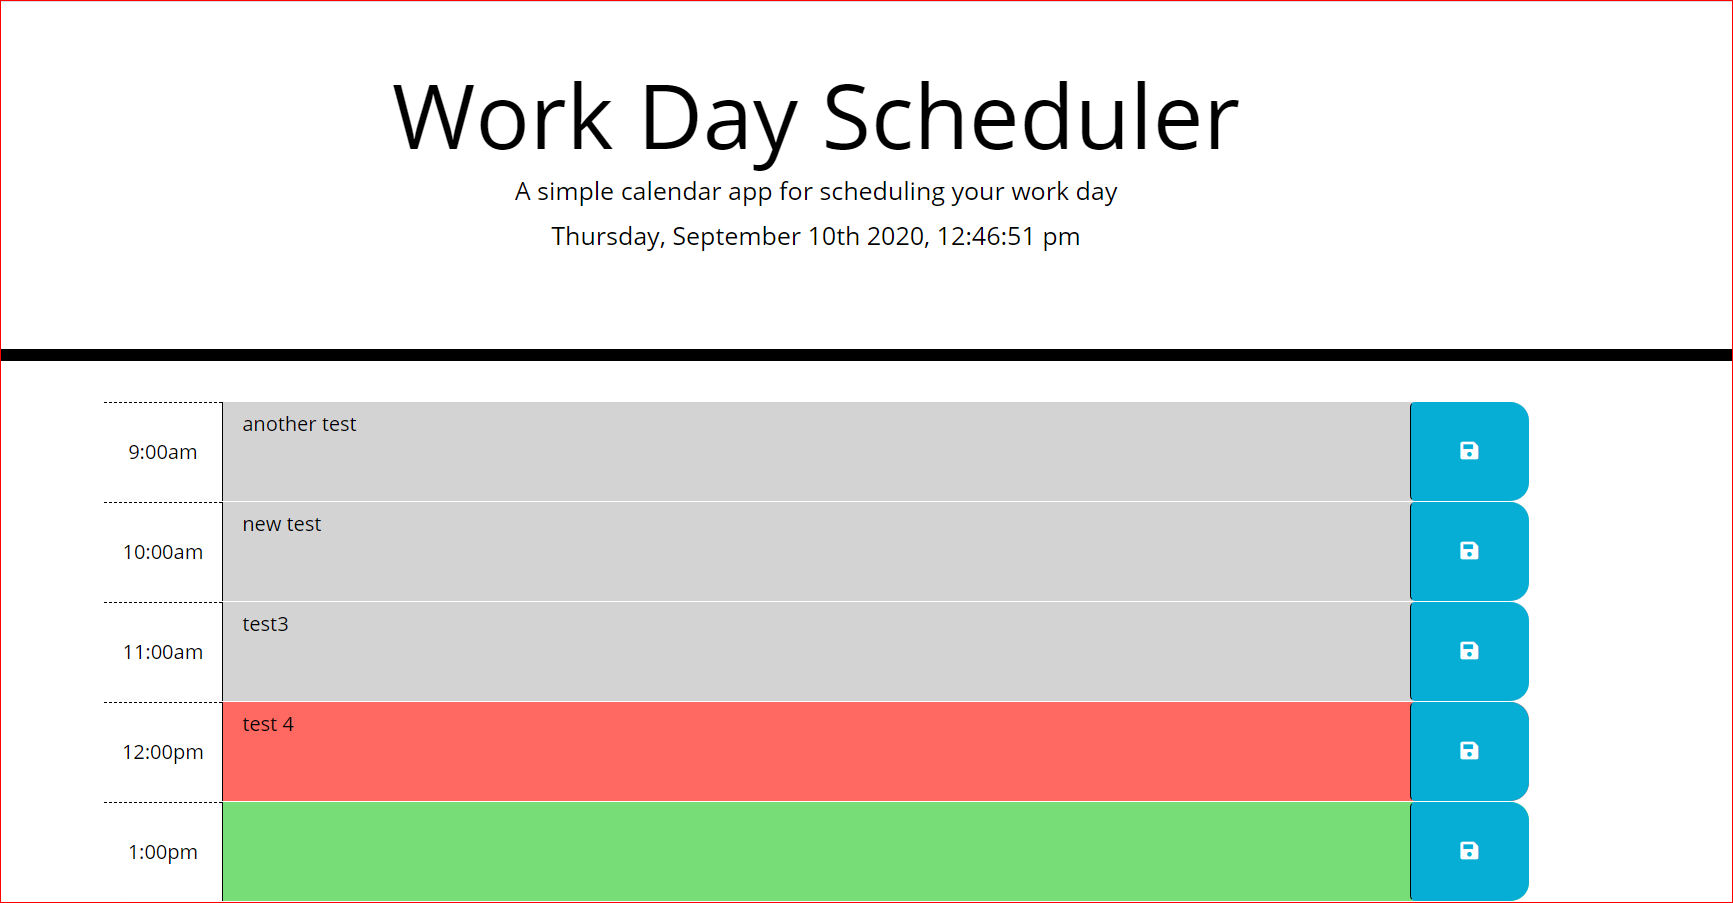 Work Day Scheduler
A simple calendar app for scheduling your work day
Thursday, September 10th 2020, 12:46:51 pm
9:00am another test
10:00am new test
11:00am test3
12:00pm test 4
1:00pm